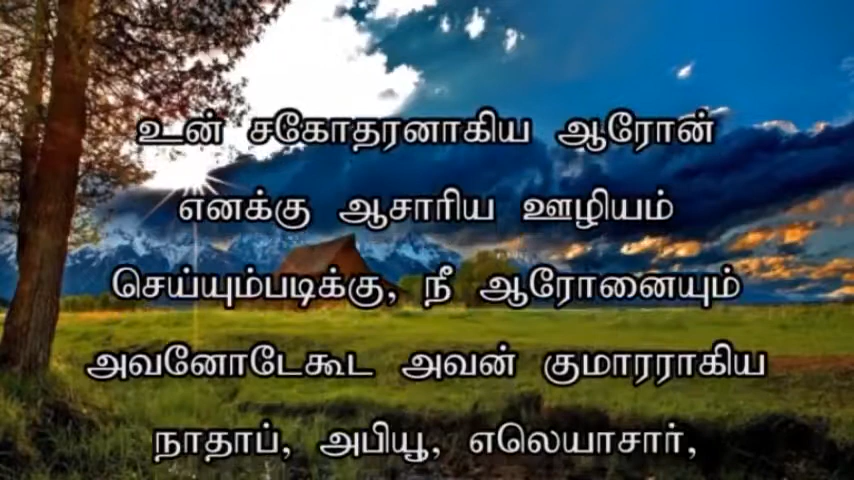 உன் சகோதரனாகிய ஆரோன்
எனக்கு ஆசாரிய ஊழியம்
செய்யும்படிக்கு, நீ ஆரோனையும்
அவனோடேகூட அவன் குமாரராகிய
நாதாப், அபியூ, எலெயாசார்,